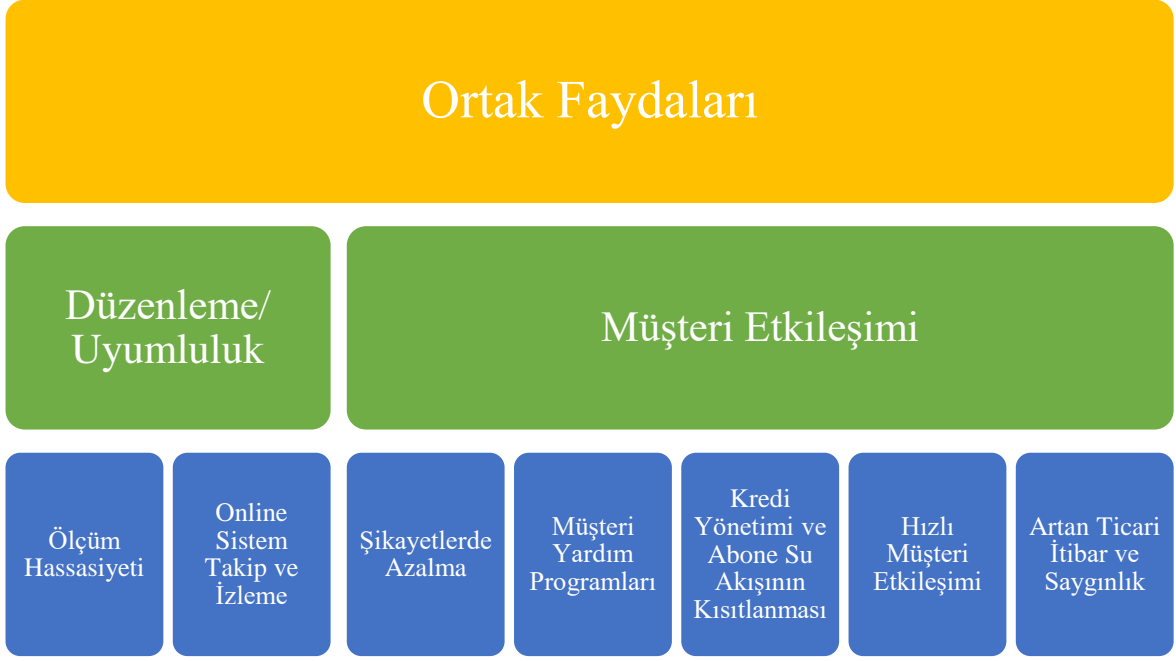 Ortak Faydaları
Düzenleme/
Uyumluluk
Müşteri Etkileşimi
Ölçüm
Hassasiyeti
Online
Sistem
Takip ve
İzleme
Şikayetlerde
Azalma
Müşteri
Yardım
Programları
Kredi
Yönetimi ve
Abone Su
Akışının
Kısıtlanması
Hızlı
Müşteri
Etkileşimi
Artan Ticari
İtibar ve
Saygınlık